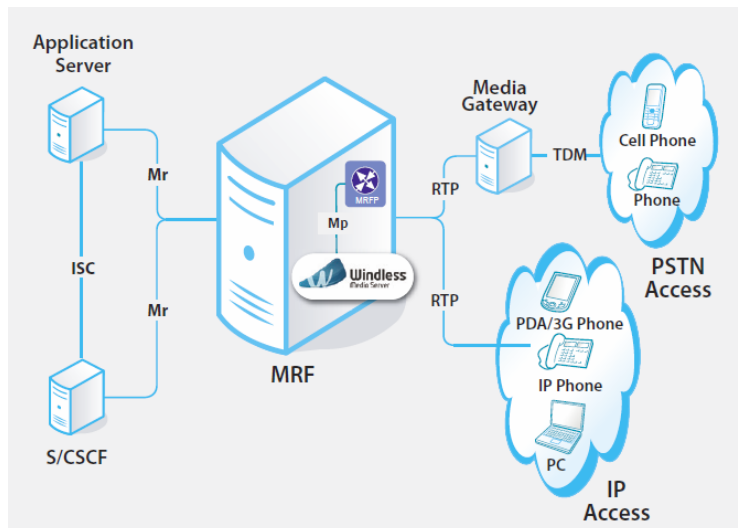 Application
Server
Media
Gateway
Cell Phone
Mr
MRFP
RTP
TDM
Phone
Mp
ISC
Windless
Media Server
PSTN
Access
Mr
RTP
PDA/3G Phone
MRF
IP Phone
S/CSCF
PC
IP
Access